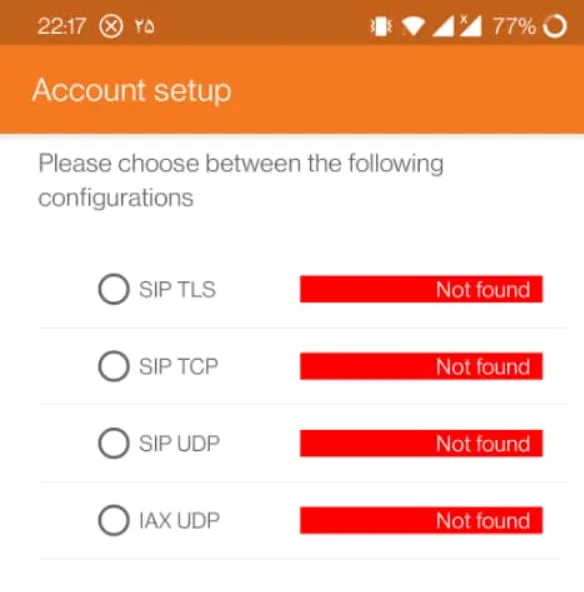 22:17 ۲۵ 77%
Account setup
Please choose between the following
configurations
SIP TLS Not found
SIP TCP Not found
SIP UDP Not found
IAX UDP Not found